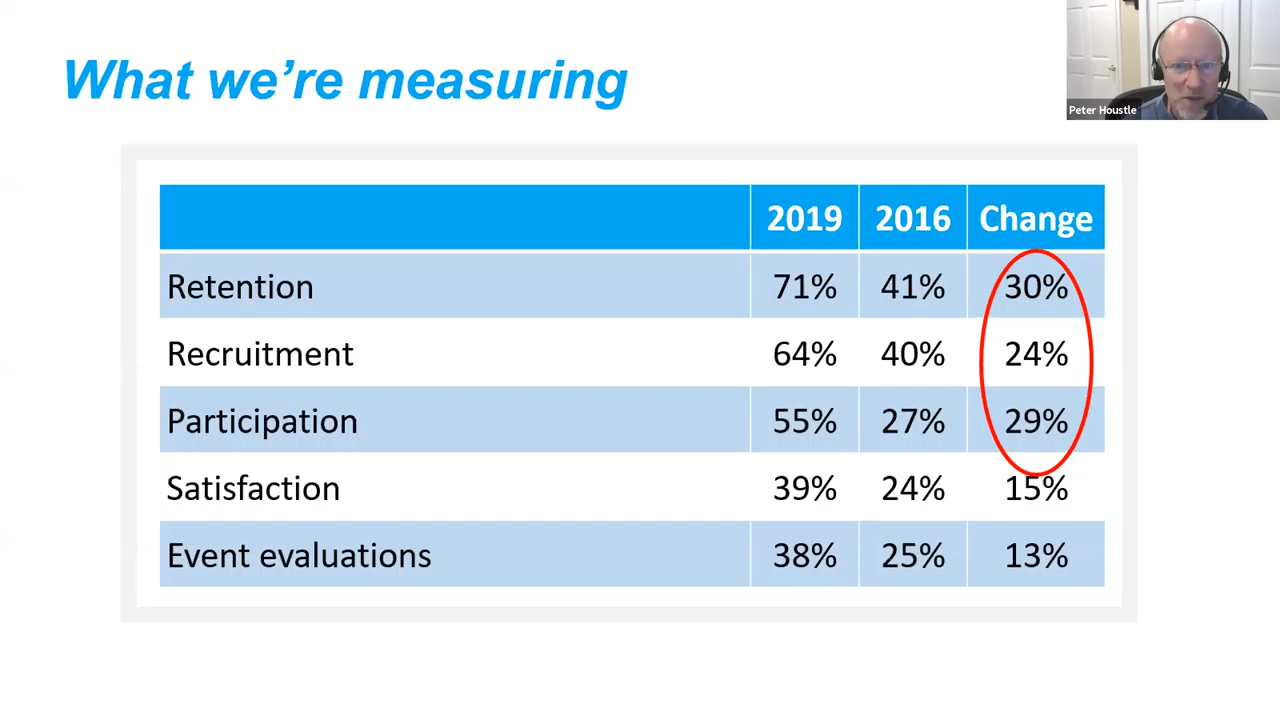 What we’re measuring
Peter Houstle
2019 2016 Change
Retention 71% 41% 30%
Recruitment 64% 40% 24%
Participation 55% 27% 29%
Satisfaction 39% 24% 15%
Event evaluations 38% 25% 13%